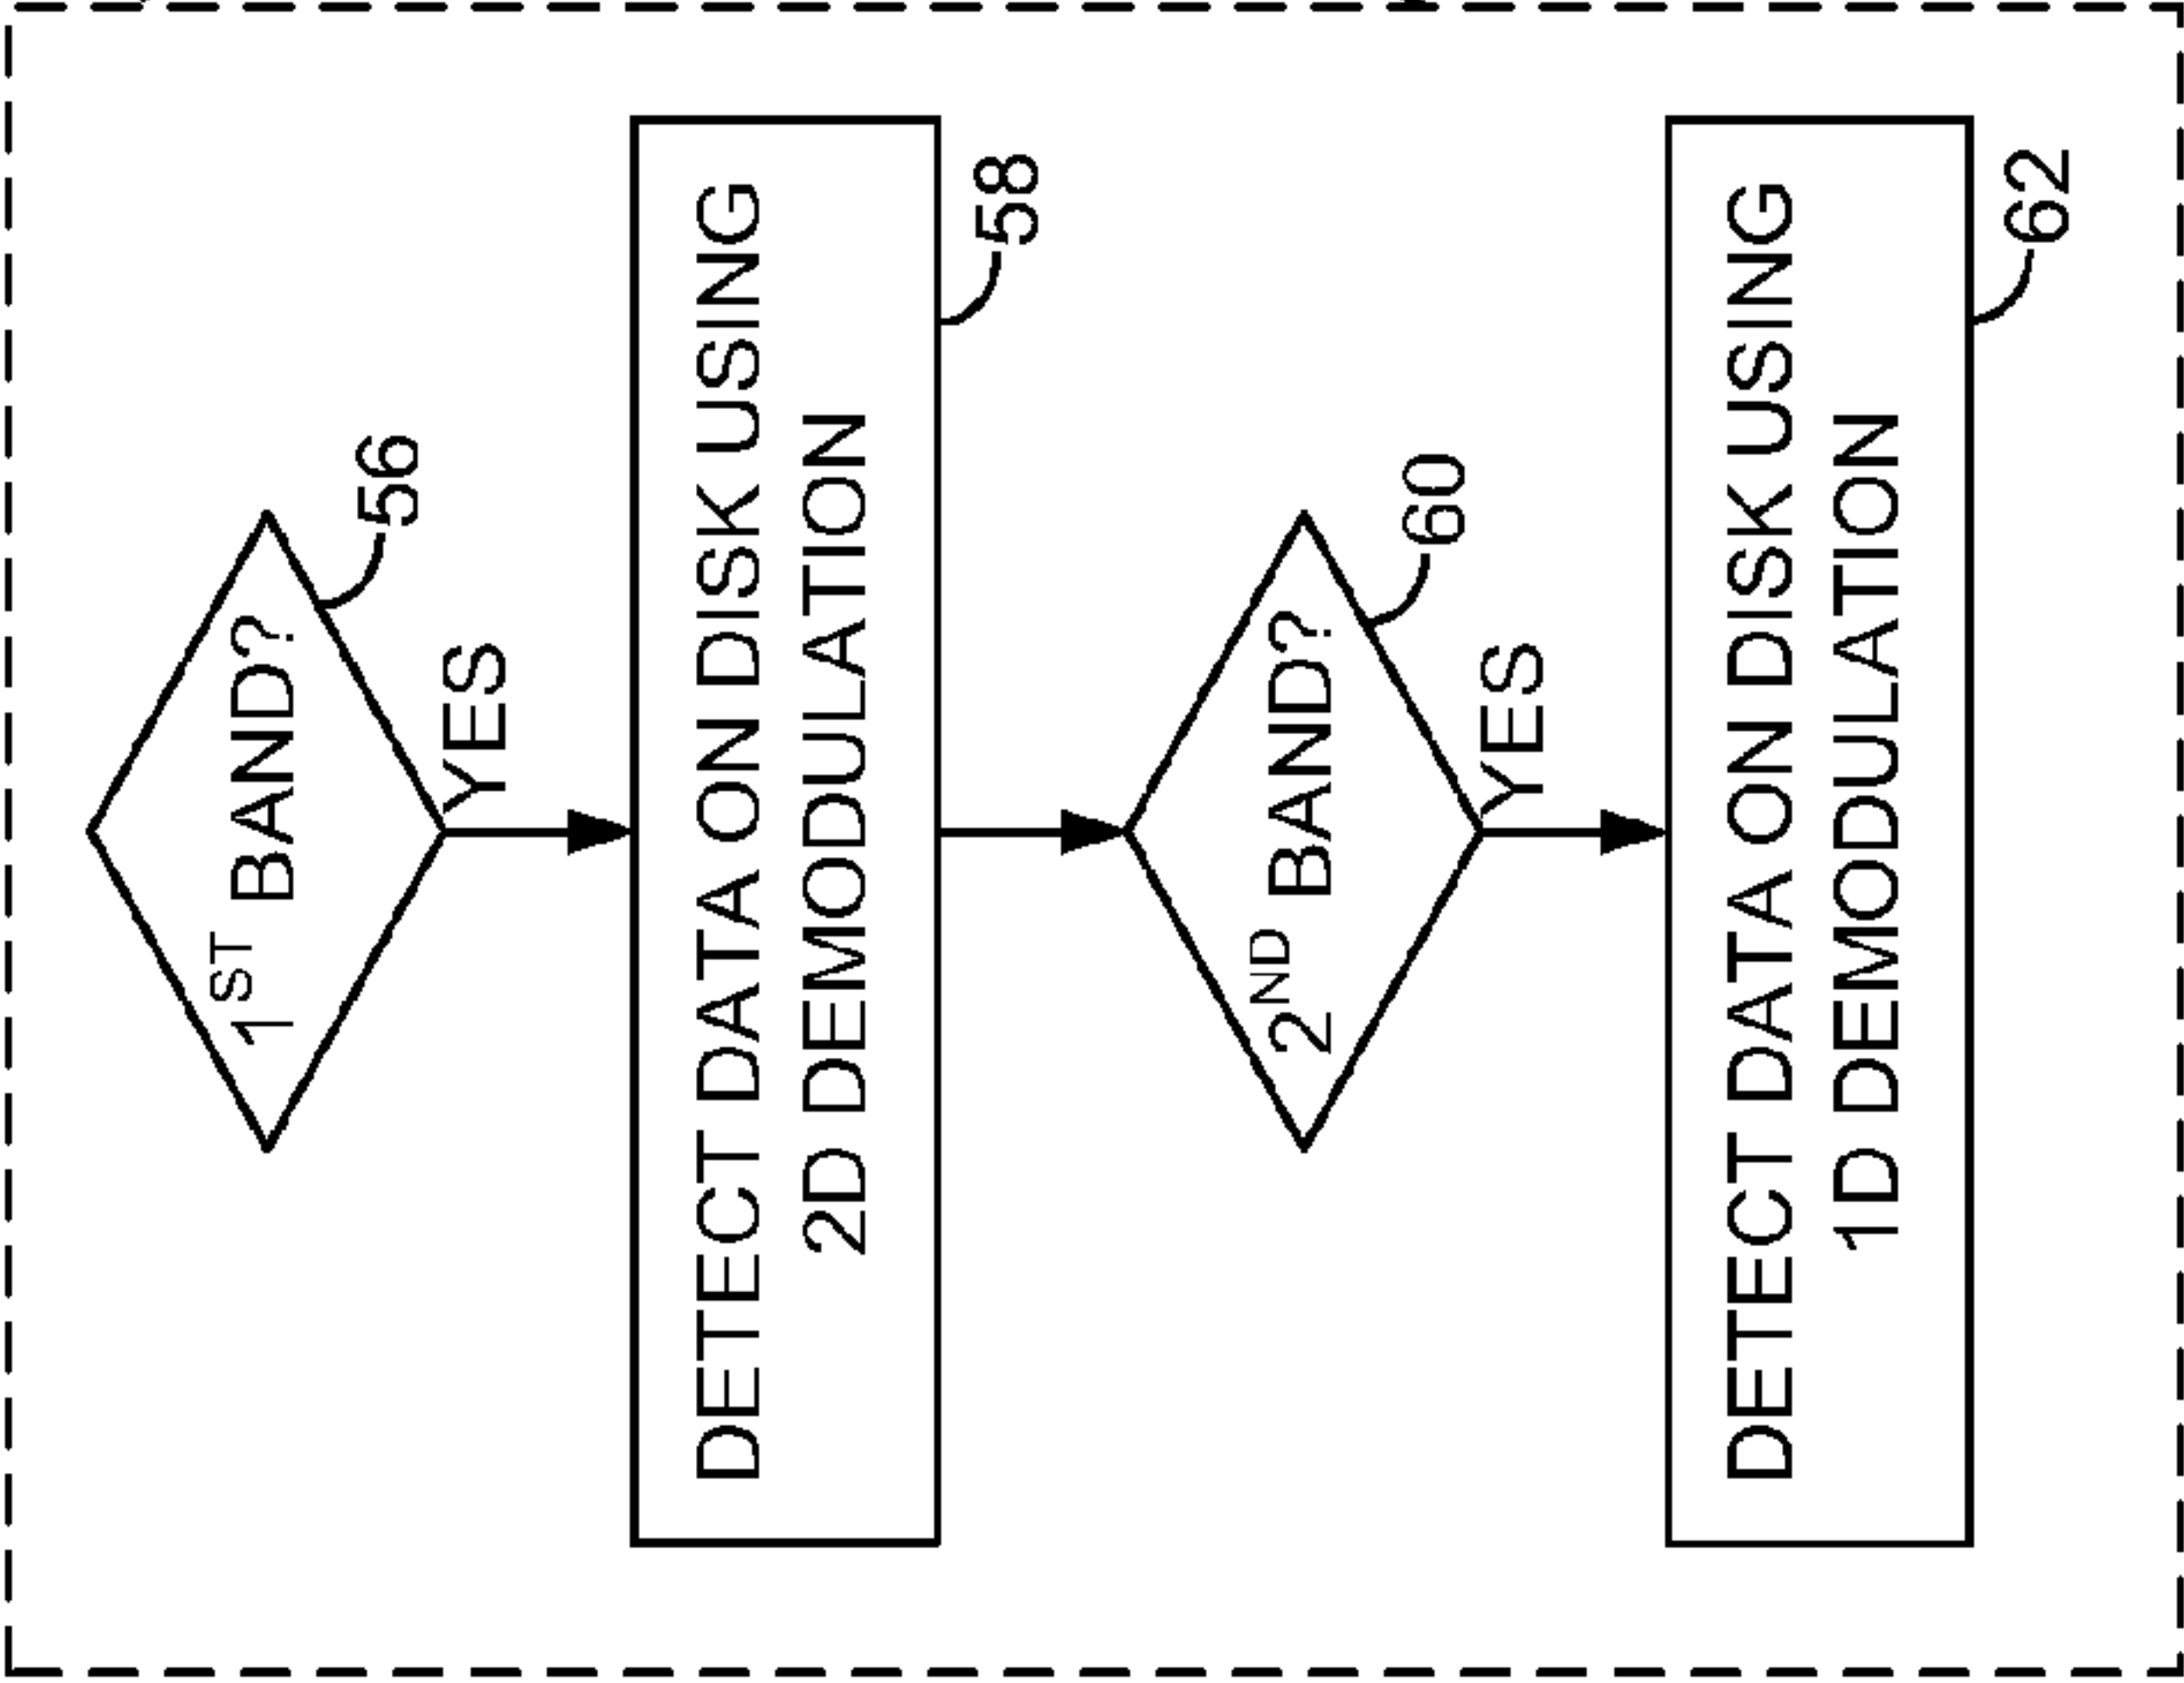 1ST BAND?
56
YES
DETECT DATA ON DISK USING
2D DEMODULATION
58
2ND BAND?
60
YES
DETECT DATA ON DISK USING
1D DEMODULATION
62